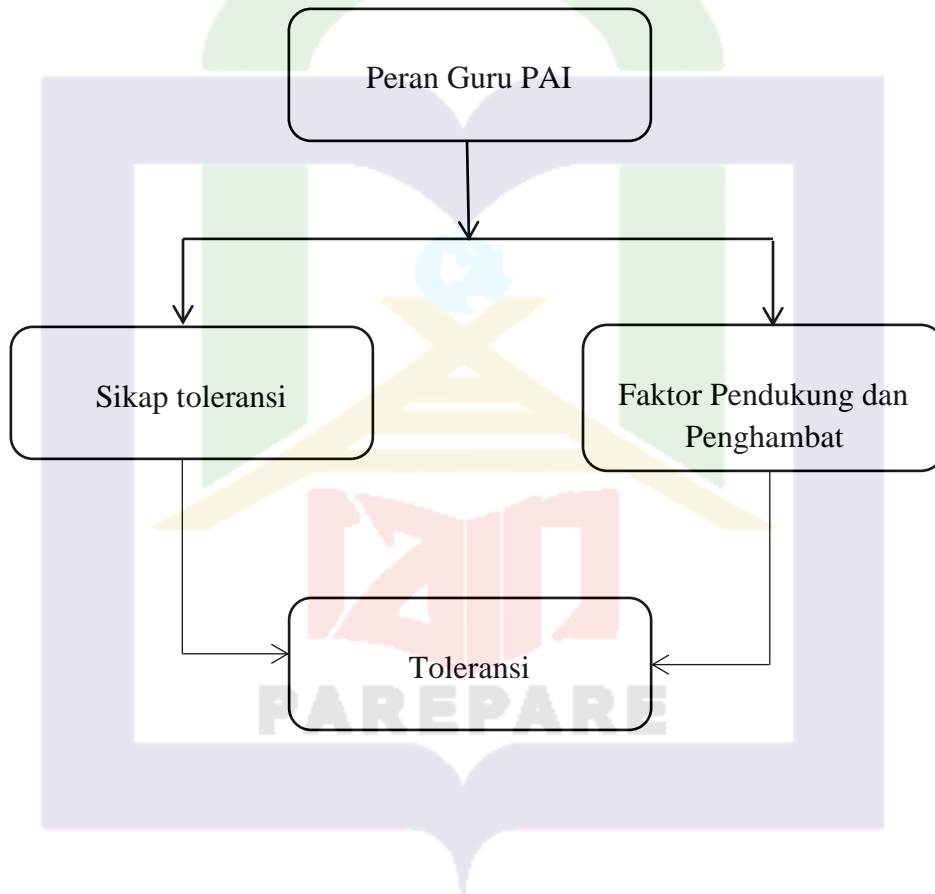 Peran Guru PAI
Sikap toleransi
Faktor Pendukung dan
Penghambat
Toleransi
PAREPARE